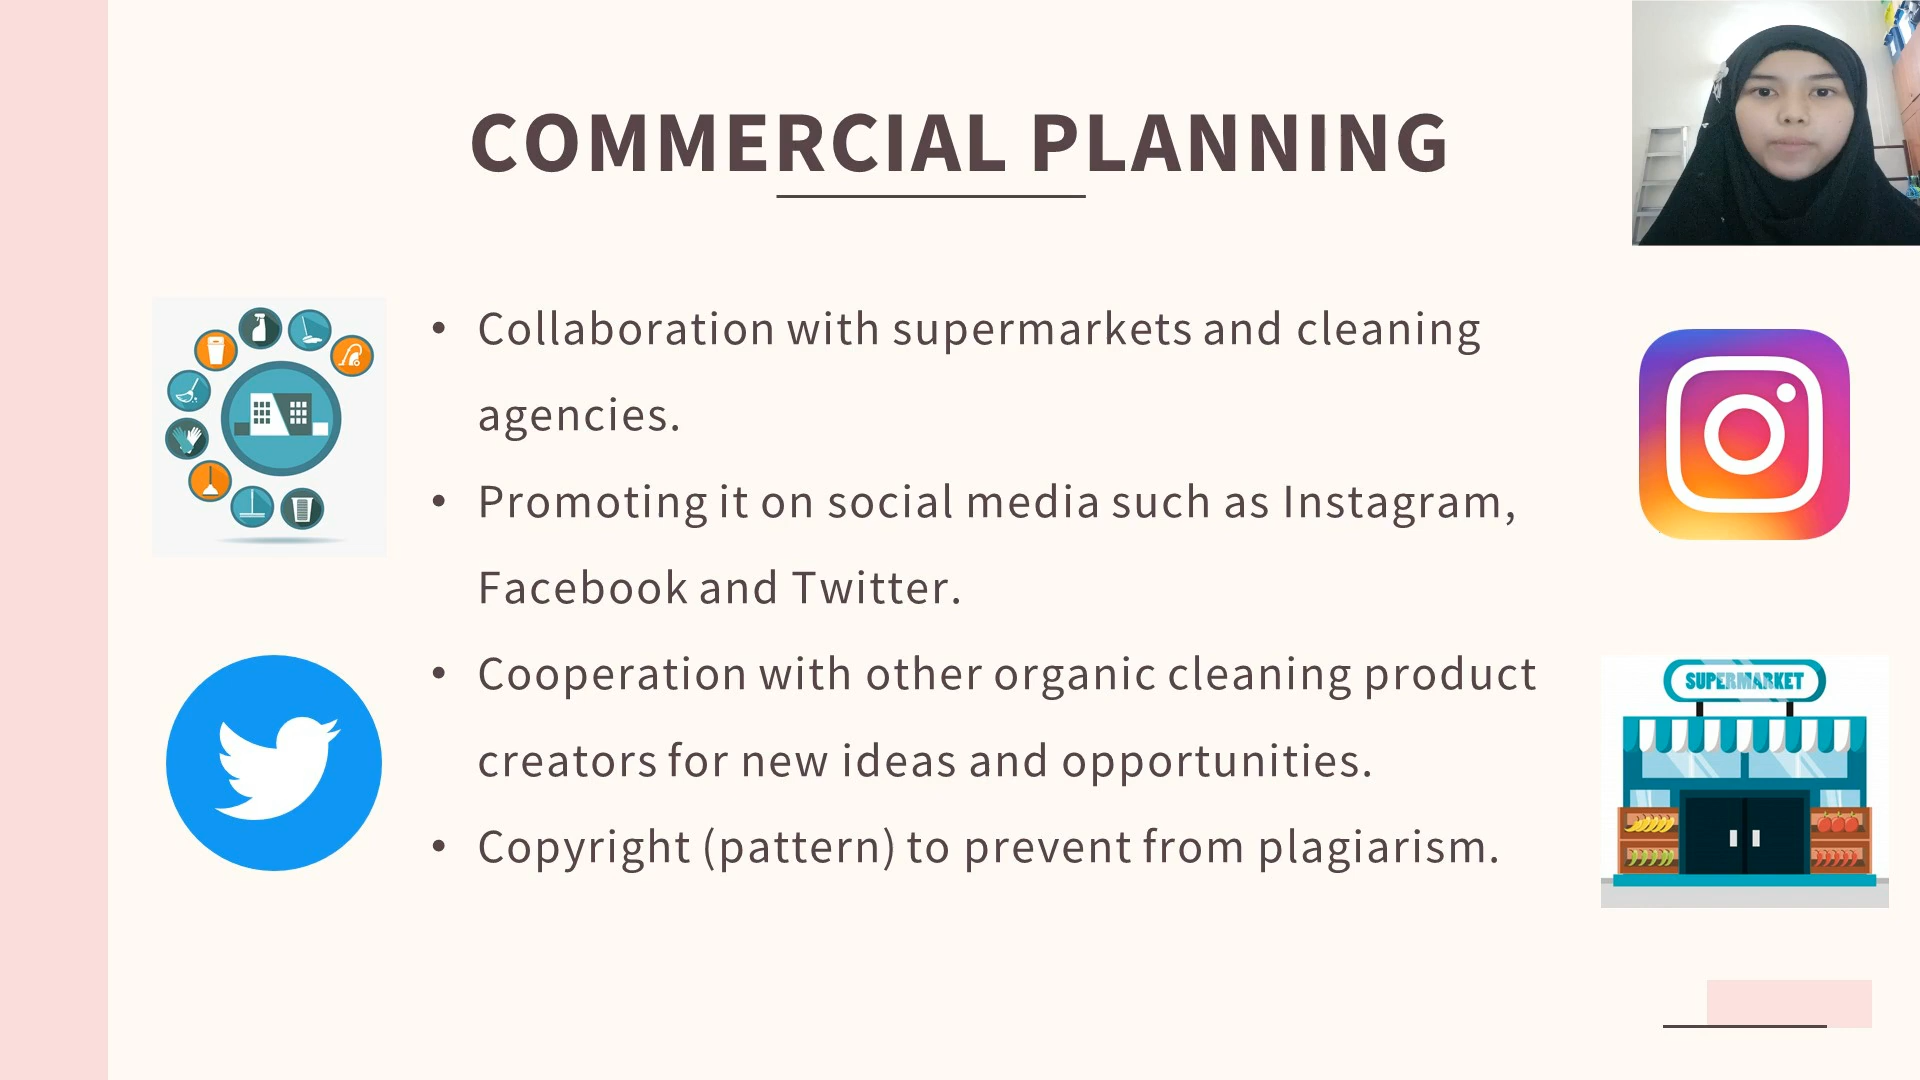 COMMERCIAL PLANNING
• Collaboration with supermarkets and cleaning
agencies.
• Promoting it on social media such as Instagram,
Facebook and Twitter.
• Cooperation with other organic cleaning product
creators for new ideas and opportunities.
• Copyright (pattern) to prevent from plagiarism.
SUPERMARKET